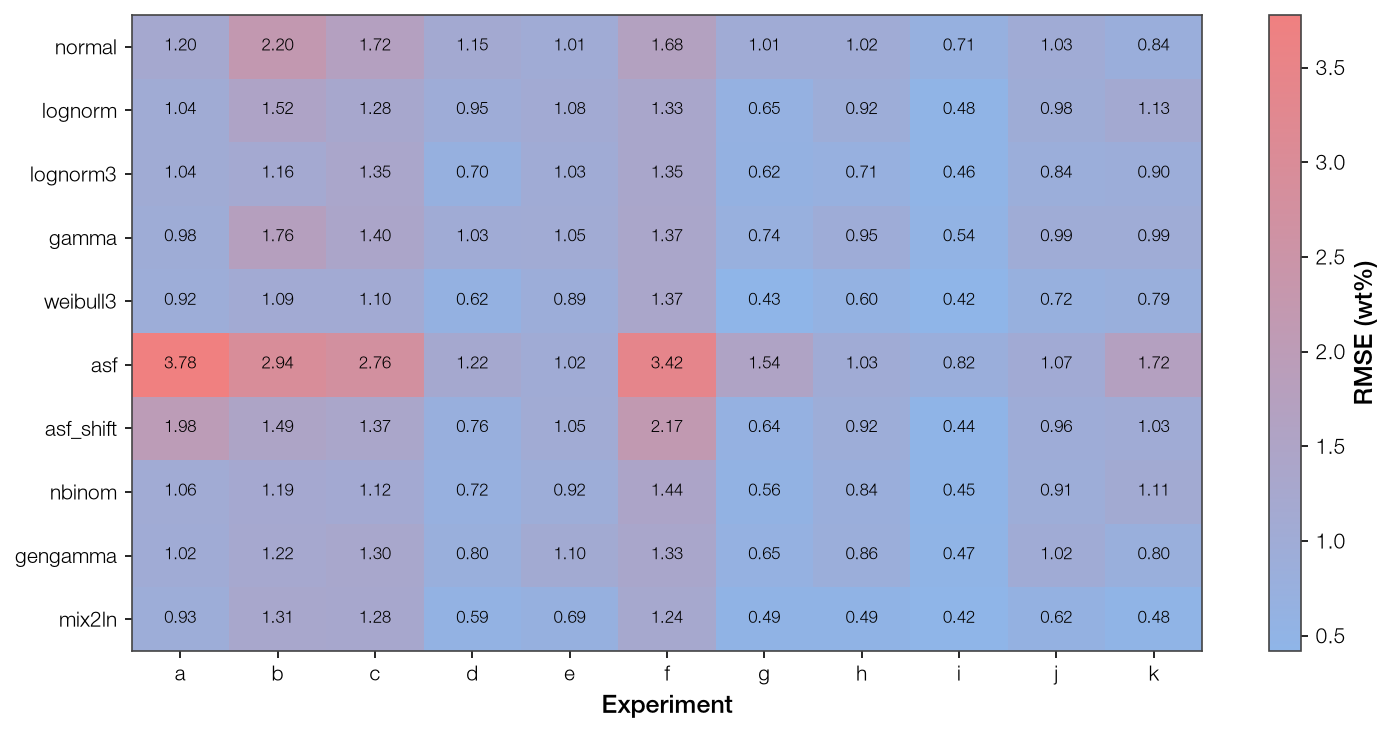 normal 1.20 2.20 1.72 1.15 1.01 1.68 1.01 1.02 0.71 1.03 0.84
lognorm 1.04 1.52 1.28 0.95 1.08 1.33 0.65 0.92 0.48 0.98 1.13
lognorm3 1.04 1.16 1.35 0.70 1.03 1.35 0.62 0.71 0.46 0.84 0.90
gamma 0.98 1.76 1.40 1.03 1.05 1.37 0.74 0.95 0.54 0.99 0.99
weibull3 0.92 1.09 1.10 0.62 0.89 1.37 0.43 0.60 0.42 0.72 0.79
asf 3.78 2.94 2.76 1.22 1.02 3.42 1.54 1.03 0.82 1.07 1.72
asf_shift 1.98 1.49 1.37 0.76 1.05 2.17 0.64 0.92 0.44 0.96 1.03
nbinom 1.06 1.19 1.12 0.72 0.92 1.44 0.56 0.84 0.45 0.91 1.11
gengamma 1.02 1.22 1.30 0.80 1.10 1.33 0.65 0.86 0.47 1.02 0.80
mix2ln 0.93 1.31 1.28 0.59 0.69 1.24 0.49 0.49 0.42 0.62 0.48
a b c d e f g h i j k
Experiment
3.5
3.0
2.5
2.0
1.5
1.0
0.5
RMSE (wt%)